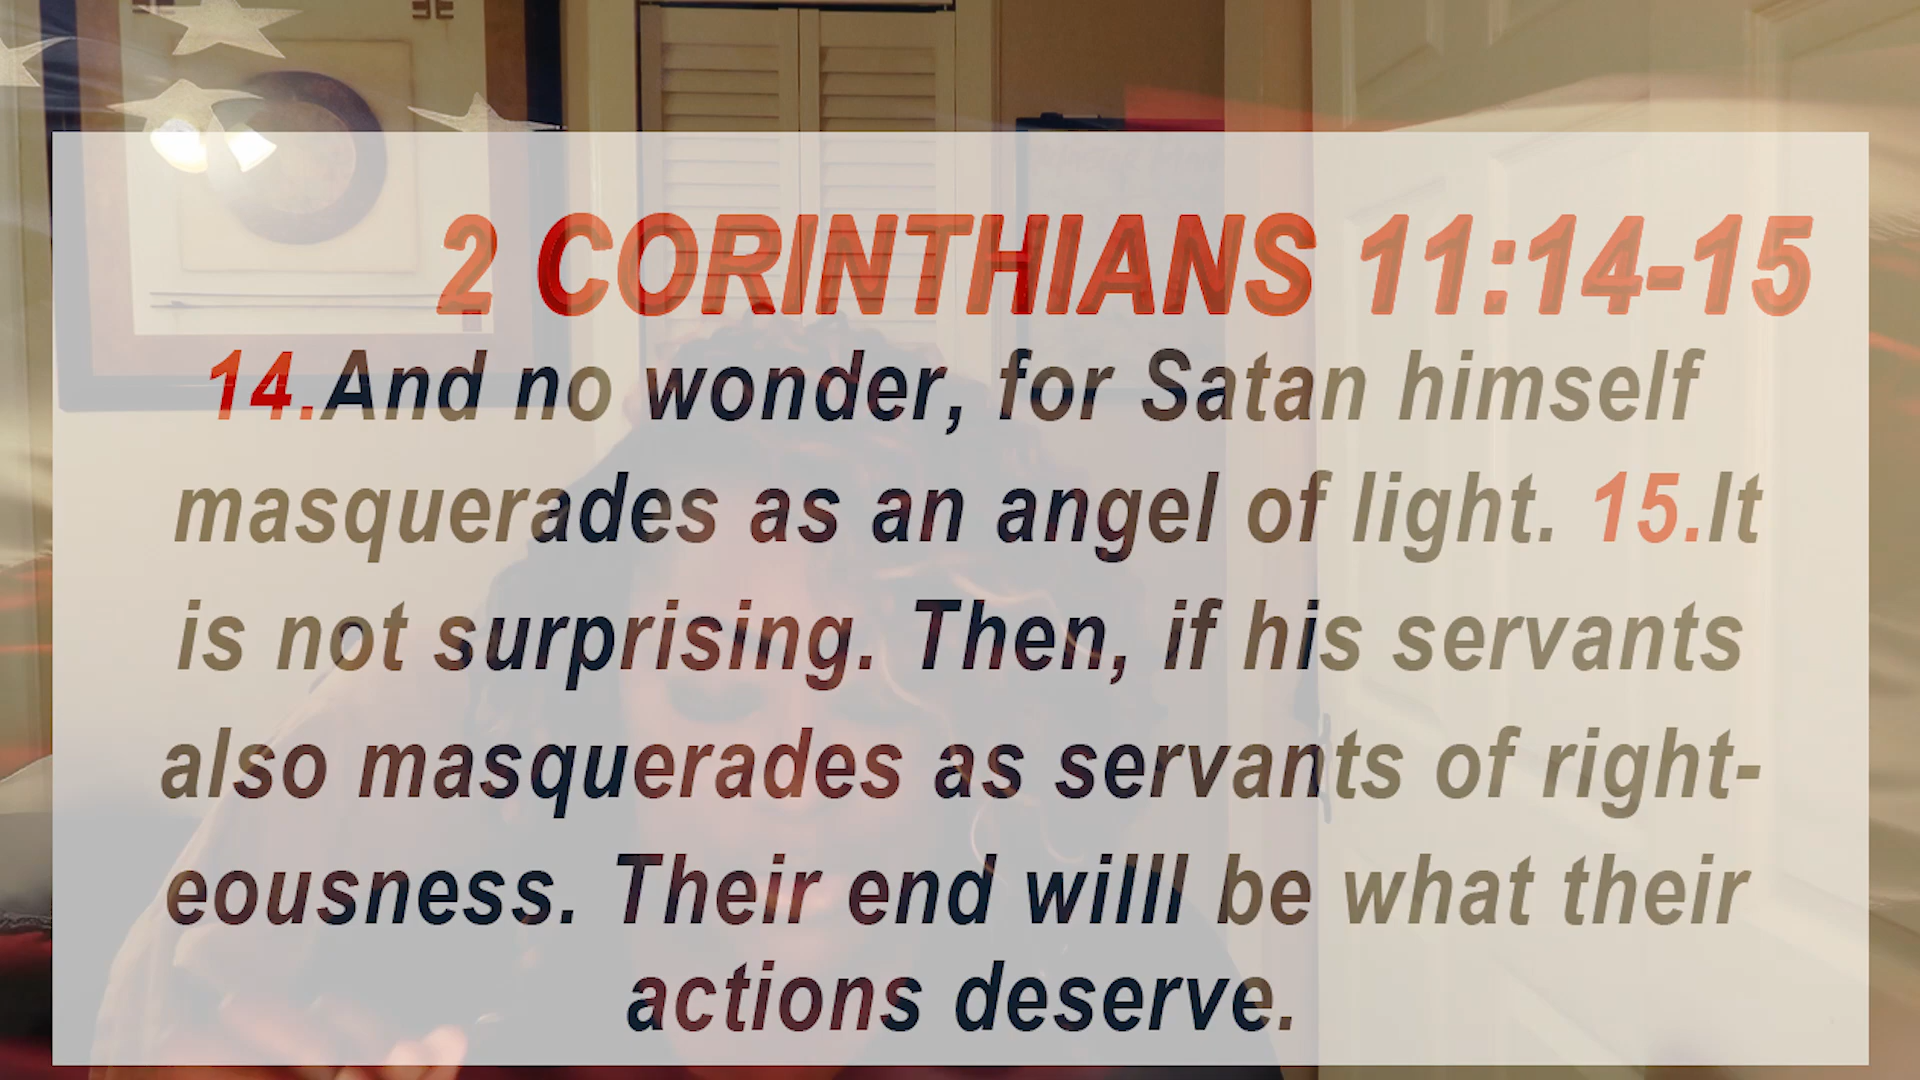 2 CORINTHIANS 11:14-15
14.And no wonder, for Satan himself
masquerades as an angel of light. 15.It
is not surprising. Then, if his servants
also masquerades as servants of right-
eousness. Their end willl be what their
actions deserve.